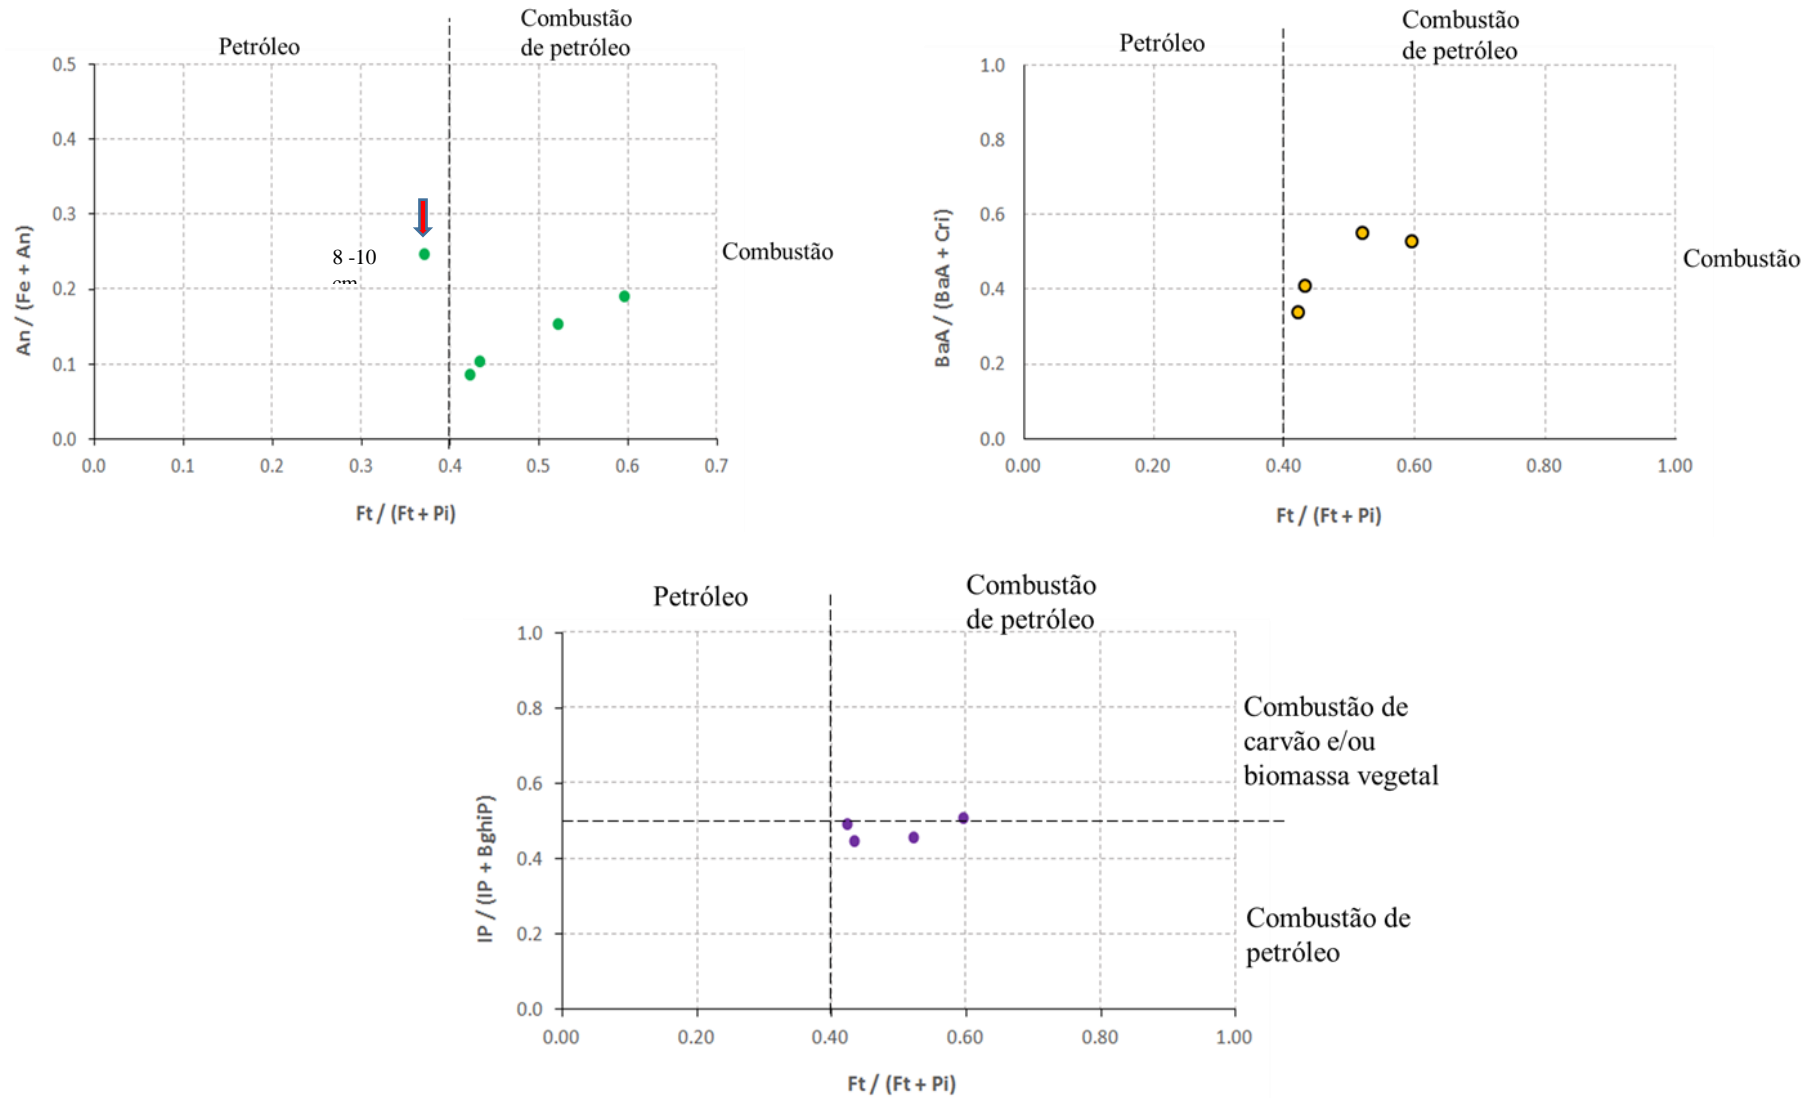 Petróleo
Combustão
de petróleo
0.5
0.4
0.3
0.2
0.1
0.0
An / (Fe + An)
8 -10
cm
Combustão
0.0 0.1 0.2 0.3 0.4 0.5 0.6 0.7
Ft / (Ft + Pi)
Petróleo
Combustão
de petróleo
1.0
0.8
0.6
0.4
0.2
0.0
BaA / (BaA + Cri)
Combustão
0.00 0.20 0.40 0.60 0.80 1.00
Ft / (Ft + Pi)
Petróleo
Combustão
de petróleo
1.0
0.8
0.6
0.4
0.2
0.0
IP / (IP + BghiP)
Combustão de
carvão e/ou
biomassa vegetal
Combustão de
petróleo
0.00 0.20 0.40 0.60 0.80 1.00
Ft / (Ft + Pi)